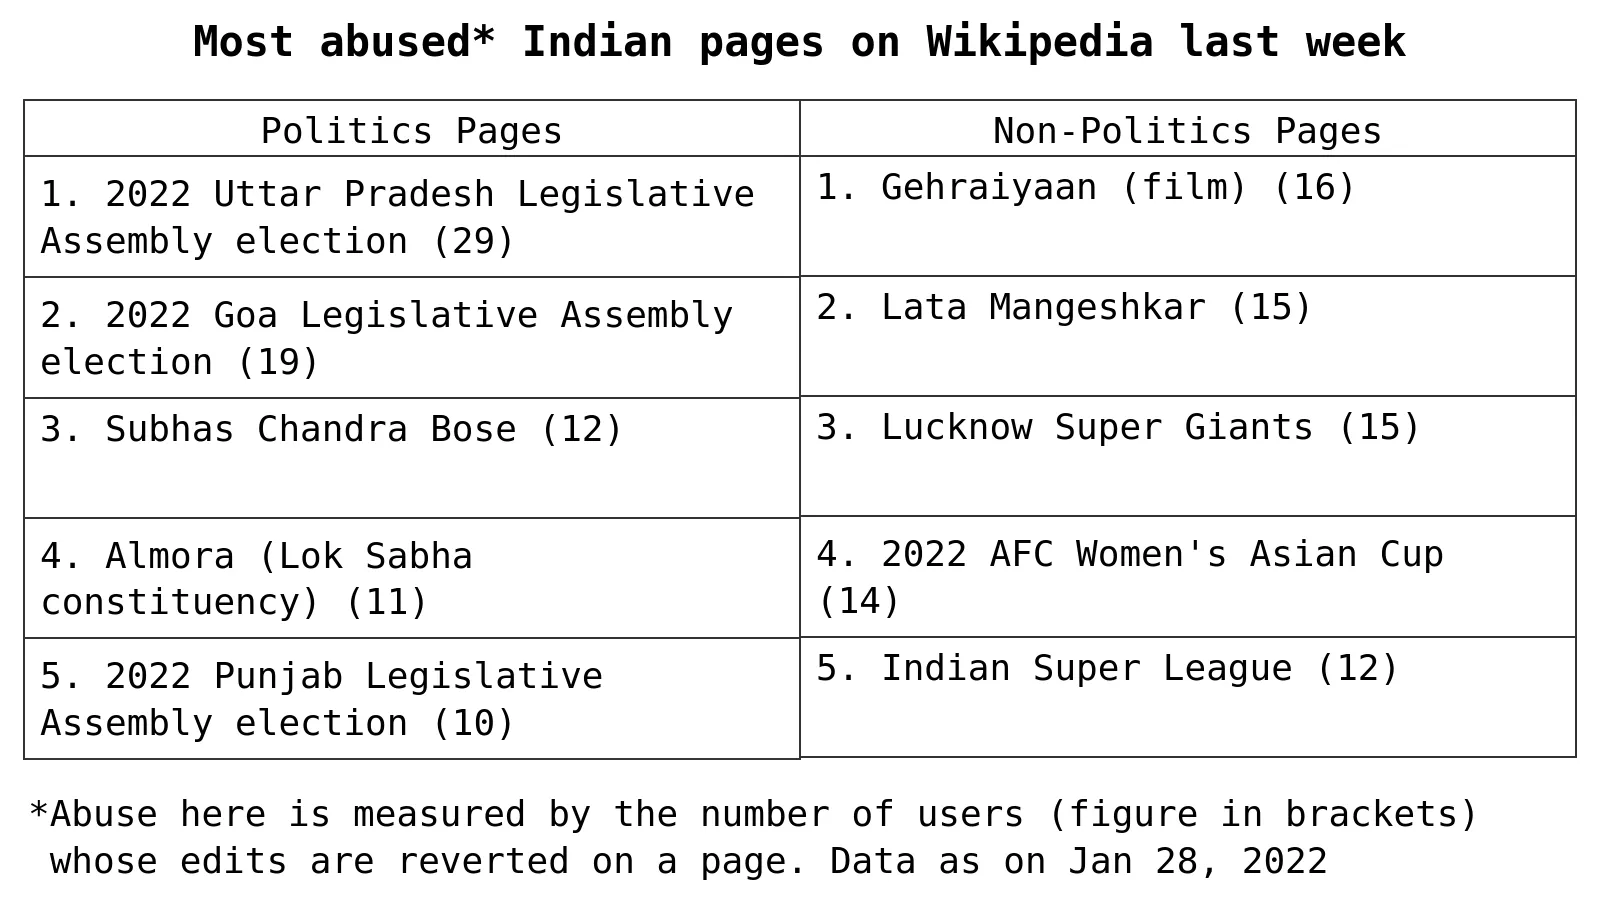 Most abused* Indian pages on Wikipedia last week
Politics Pages
1. 2022 Uttar Pradesh Legislative
Assembly election (29)
2. 2022 Goa Legislative Assembly
election (19)
3. Subhas Chandra Bose (12)
4. Almora (Lok Sabha
constituency) (11)
5. 2022 Punjab Legislative
Assembly election (10)
Non-Politics Pages
1. Gehraiyaan (film) (16)
2. Lata Mangeshkar (15)
3. Lucknow Super Giants (15)
4. 2022 AFC Women's Asian Cup
(14)
5. Indian Super League (12)
*Abuse here is measured by the number of users (figure in brackets)
whose edits are reverted on a page. Data as on Jan 28, 2022